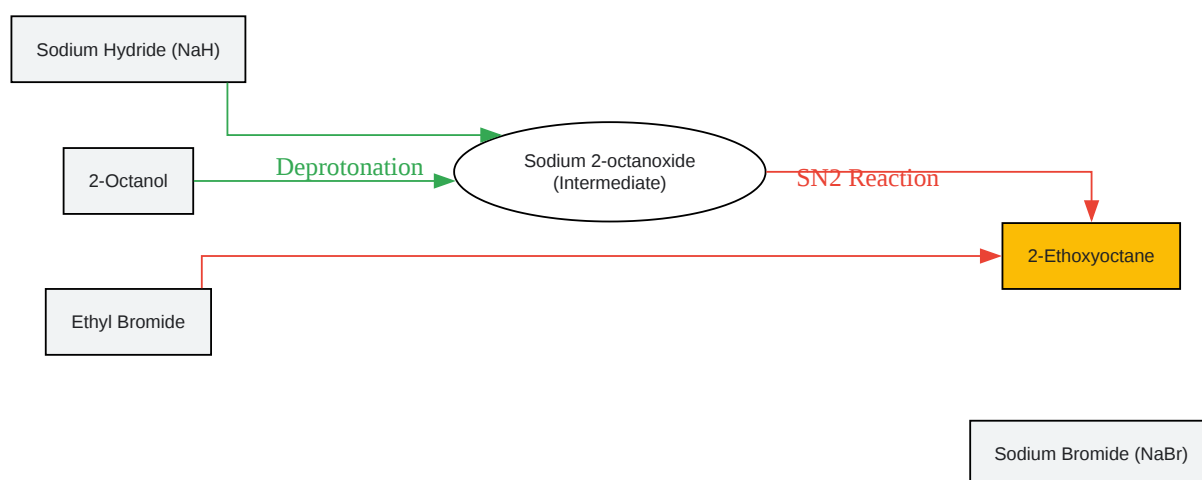 Sodium Hydride (NaH)
2-Octanol
Deprotonation
Sodium 2-octanoxide
(Intermediate)
SN2 Reaction
2-Ethoxyoctane
Ethyl Bromide
Sodium Bromide (NaBr)